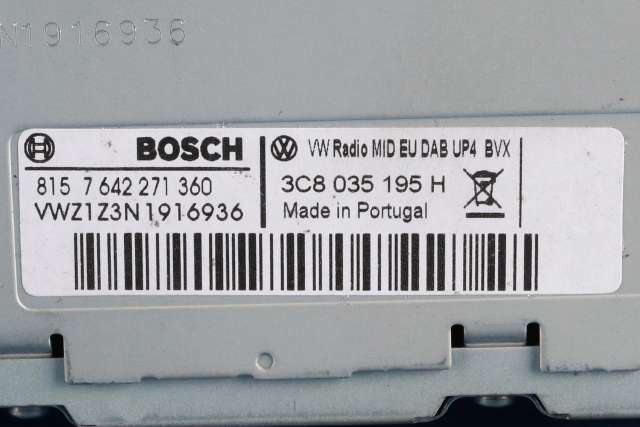 N1916936
BOSCH
VW Radio MID EU DAB UP4 BVX
815 7 642 271 360
3C8 035 195 H
VWZ1Z3N1916936
Made in Portugal